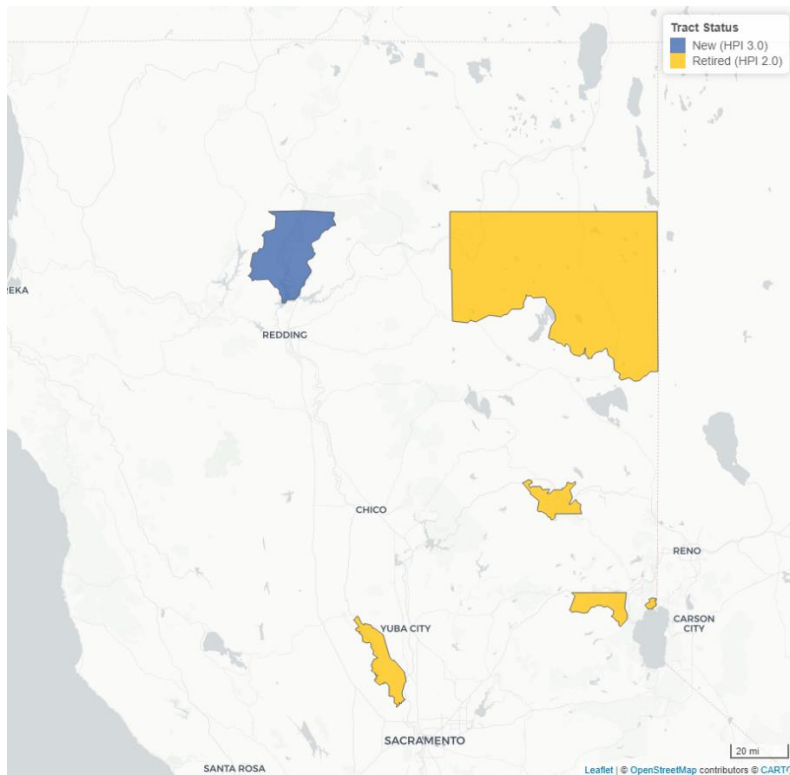 Tract Status
New (HPI 3.0)
Retired (HPI 2.0)
REKA
REDDING
CHICO
RENO
YUBA CITY
CARSON
CITY
SACRAMENTO
SANTA ROSA
20 mi
Leaflet | © OpenStreetMap contributors © CARTO